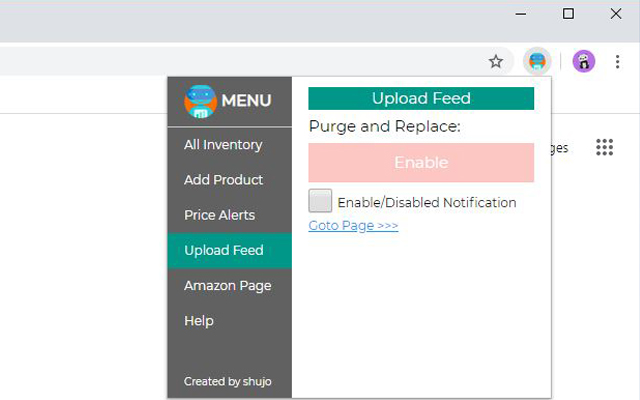 MENU
All Inventory
Add Product
Price Alerts
Upload Feed
Amazon Page
Help
Created by shujo
Upload Feed
Purge and Replace:
Enable
Enable/Disabled Notification
Goto Page >>>
ges